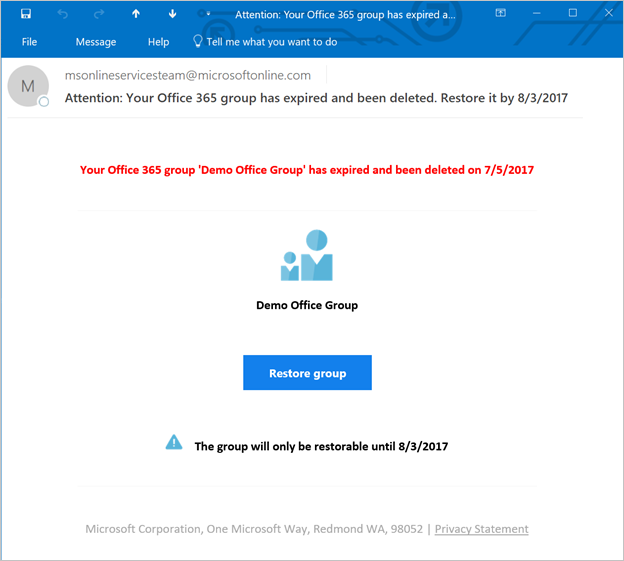 Attention: Your Office 365 group has expired a...
File Message Help Tell me what you want to do
M
msonlineservicesteam@microsoftonline.com
Attention: Your Office 365 group has expired and been deleted. Restore it by 8/3/2017
Your Office 365 group 'Demo Office Group' has expired and been deleted on 7/5/2017
Demo Office Group
Restore group
The group will only be restorable until 8/3/2017
Microsoft Corporation, One Microsoft Way, Redmond WA, 98052 | Privacy Statement